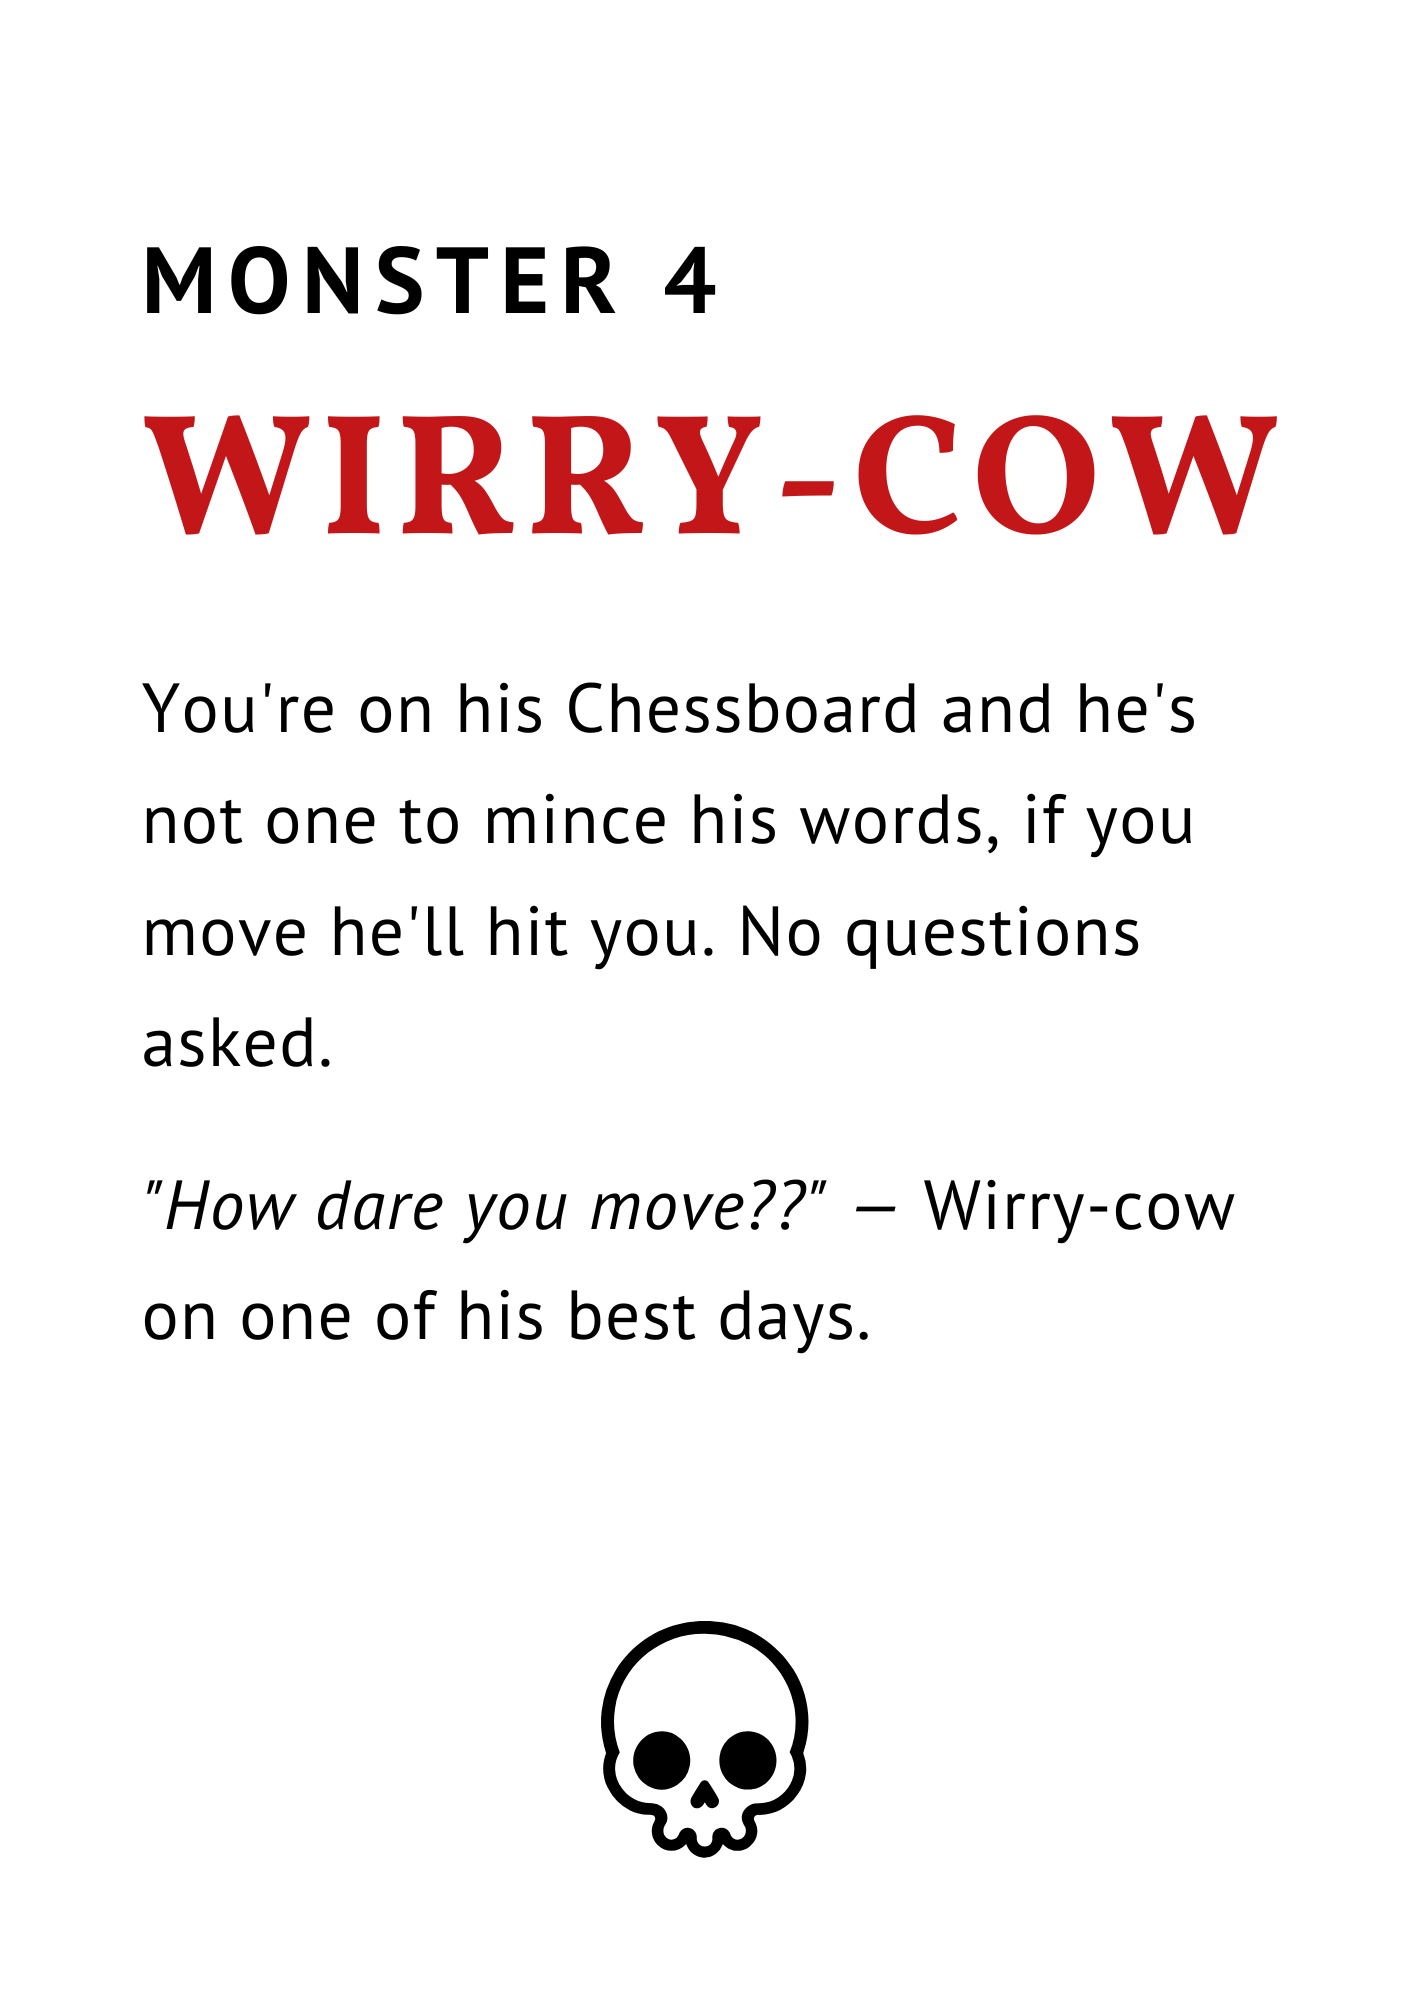 MONSTER 4
WIRRY-COW
You're on his Chessboard and he's
not one to mince his words, if you
move he'll hit you. No questions
asked.
"How dare you move??" — Wirry-cow
on one of his best days.